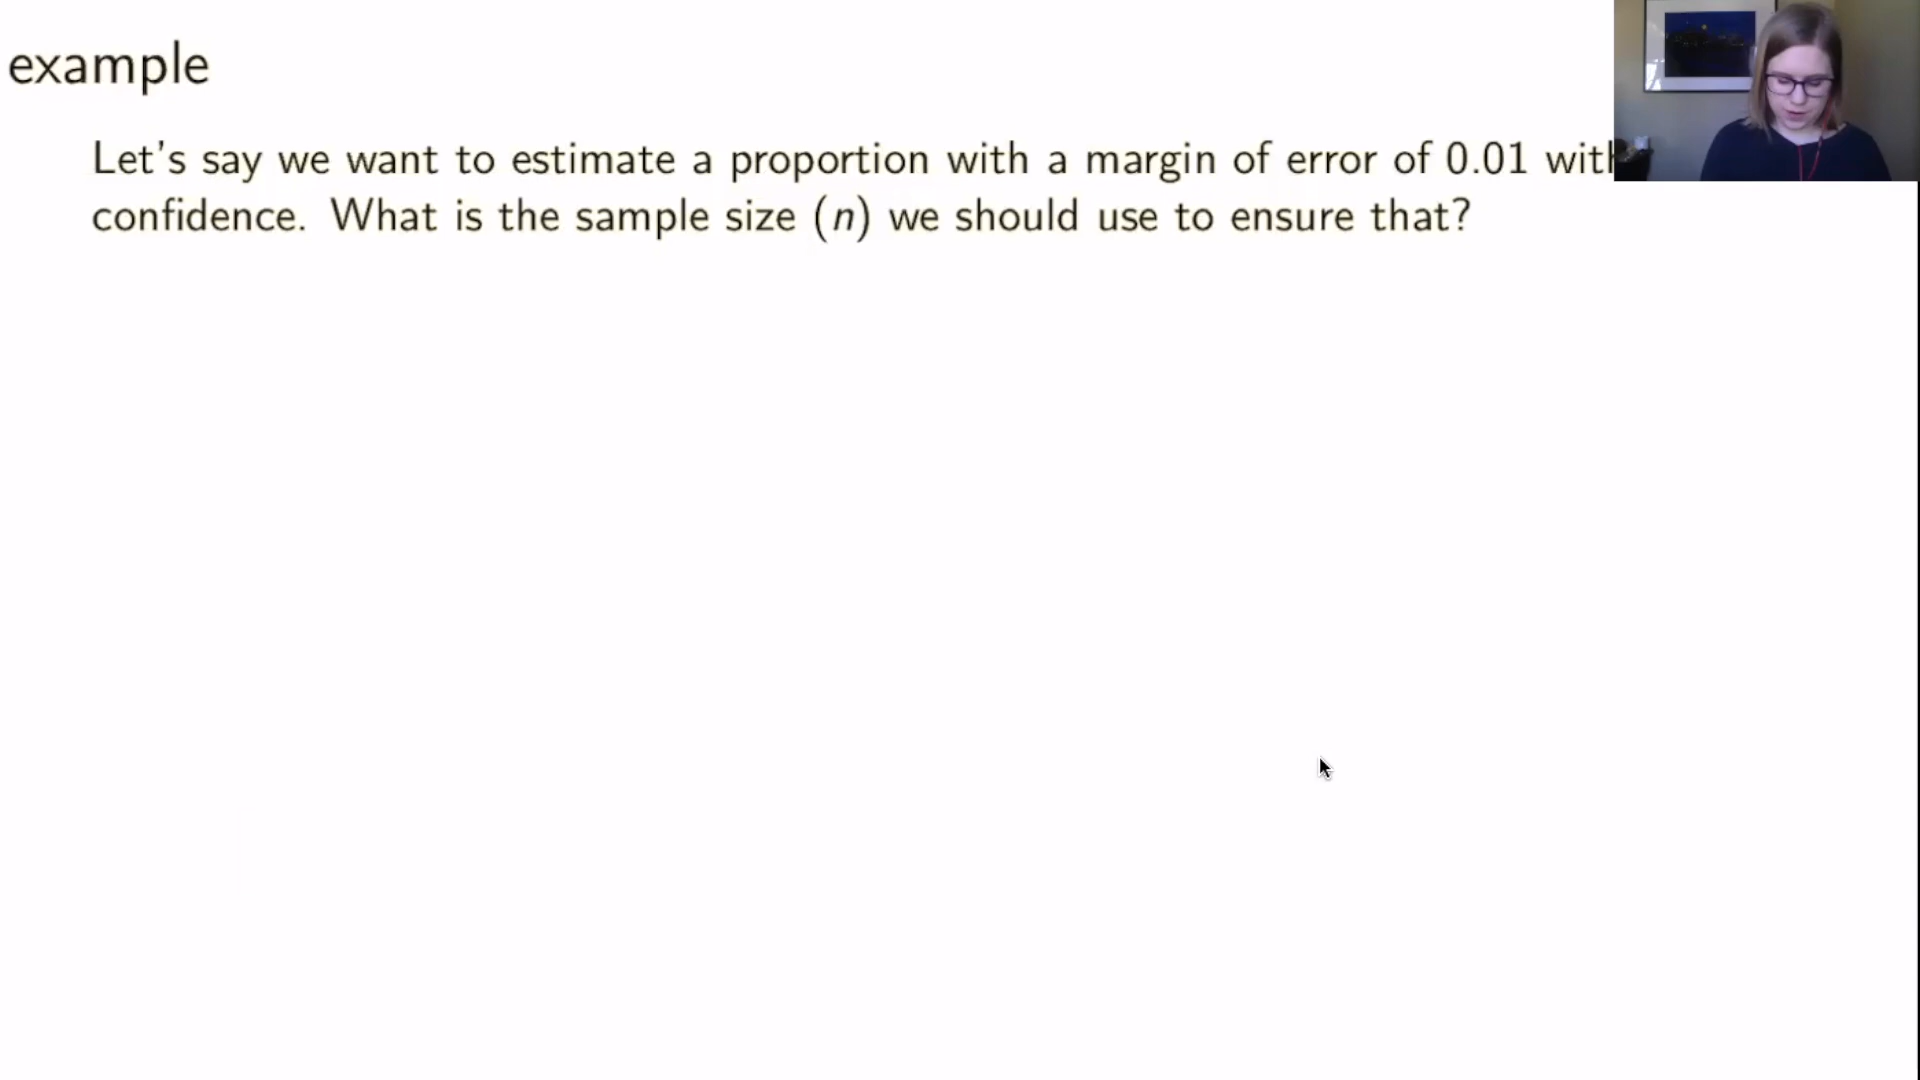 example
Let's say we want to estimate a proportion with a margin of error of 0.01 with
confidence. What is the sample size (n) we should use to ensure that?